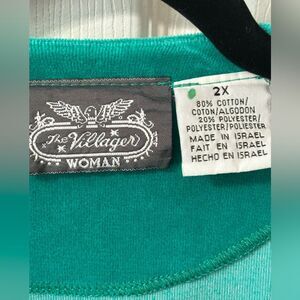 The Villager
WOMAN
2X
80% COTTON/
COTON/ALGODON
20% POLYESTER/
POLYESTER/POLIESTER
MADE IN ISRAEL
FAIT EN ISRAEL
HECHO EN ISRAEL